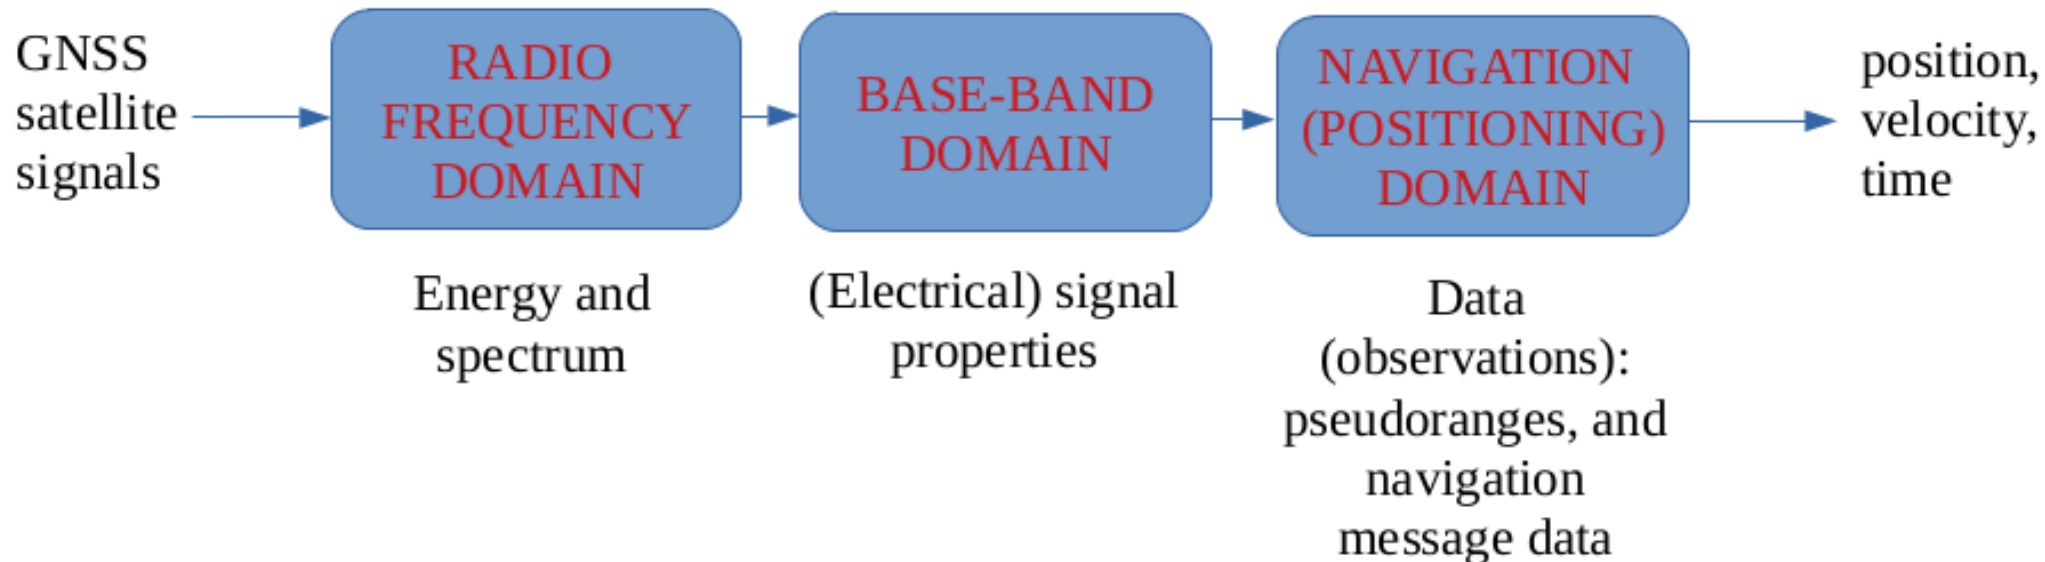 GNSS
satellite
signals
RADIO
FREQUENCY
DOMAIN
BASE-BAND
DOMAIN
NAVIGATION
(POSITIONING)
DOMAIN
position,
velocity,
time
Energy and
spectrum
(Electrical) signal
properties
Data
(observations):
pseudoranges, and
navigation
message data